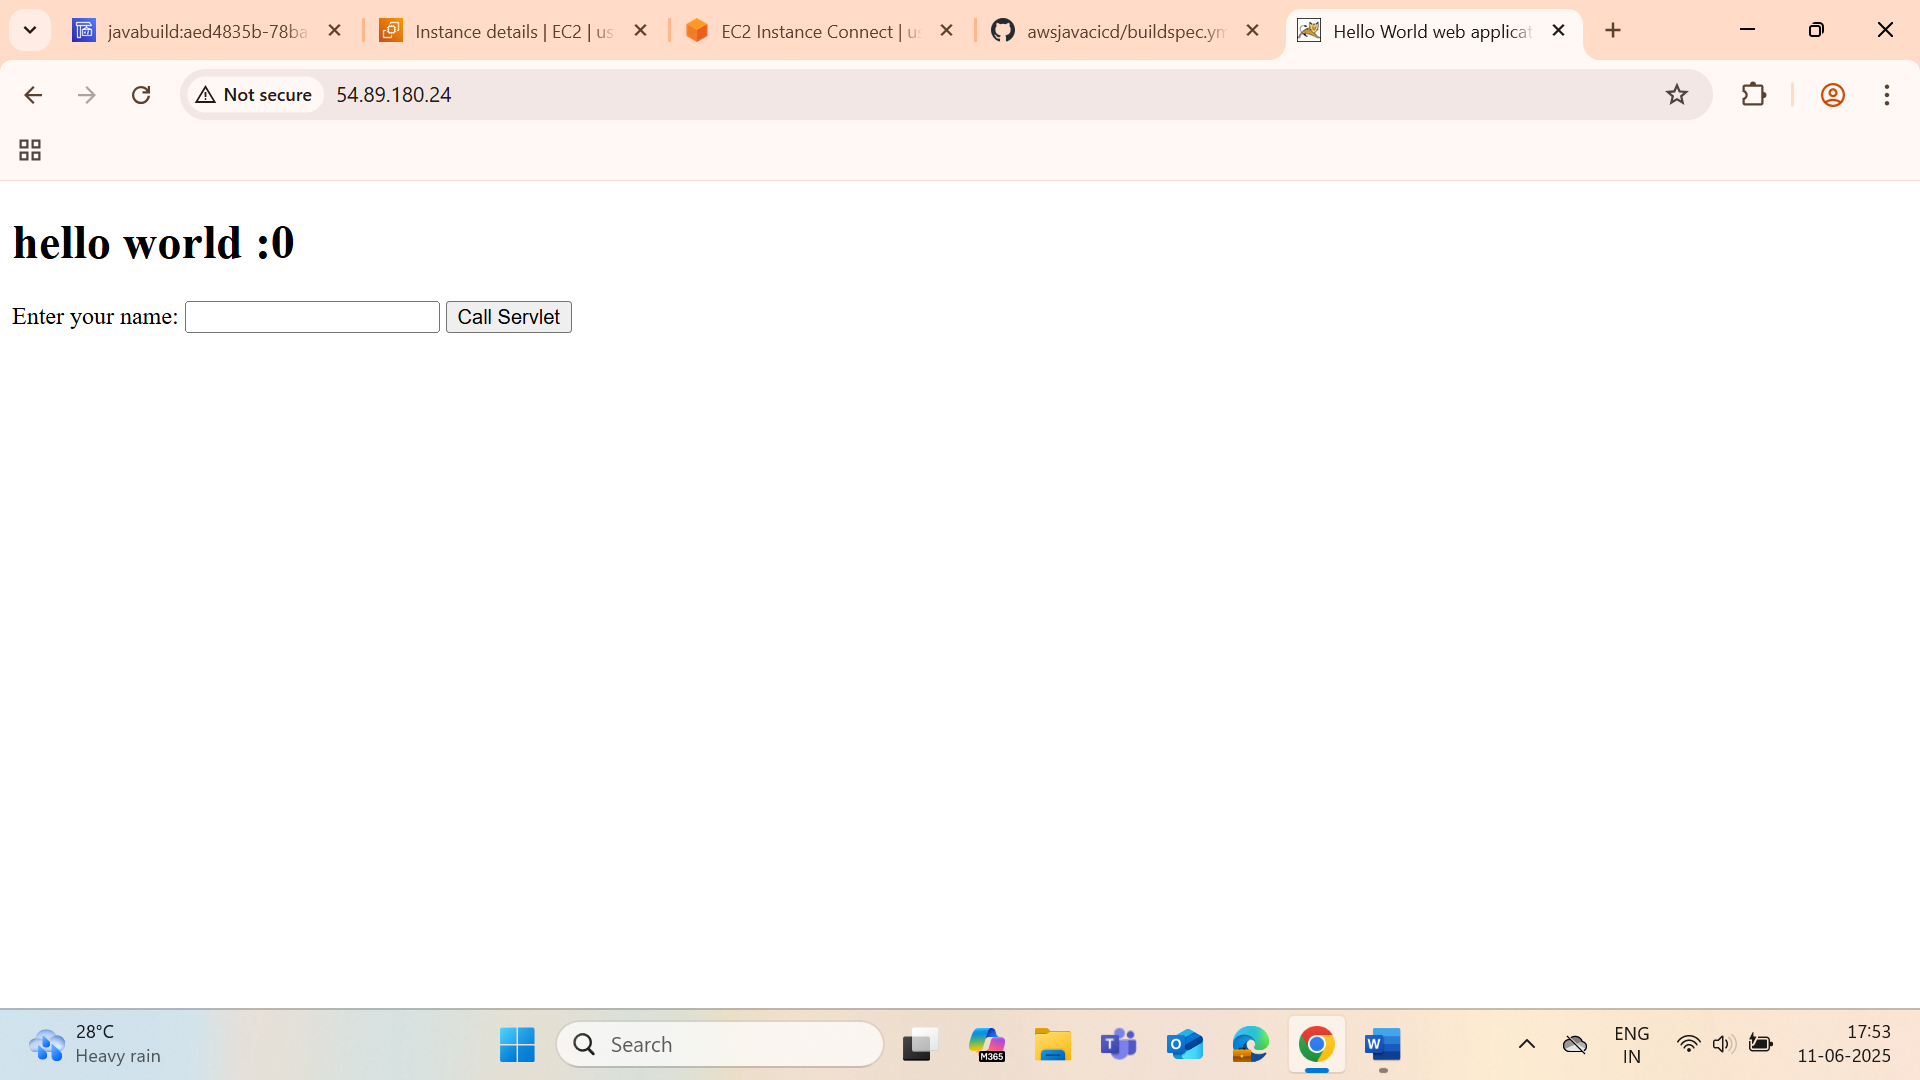 javabuild:aed4835b-78ba
Instance details | EC2 | us
EC2 Instance Connect | us
awsjavacicd/buildspec.ym
Hello World web applicat
Not secure
54.89.180.24
hello world :0
Enter your name:
Call Servlet
28°C
Heavy rain
Search
M365
ENG
IN
17:53
11-06-2025